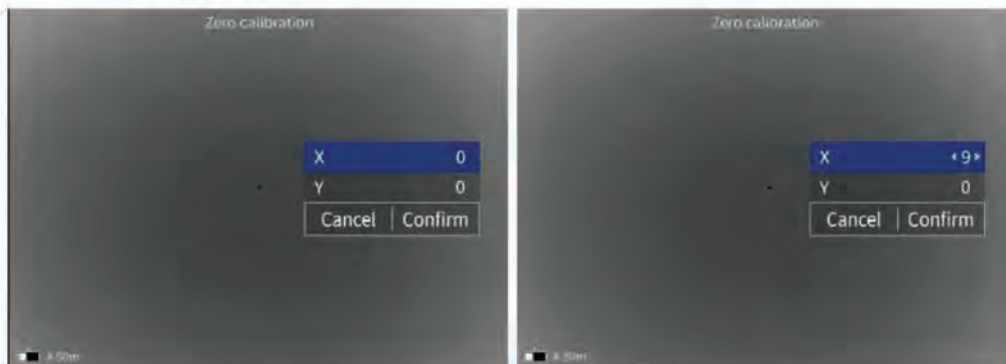 Zero calibration
X 0
Y 0
Cancel | Confirm
Zero calibration
X 9
Y 0
Cancel | Confirm